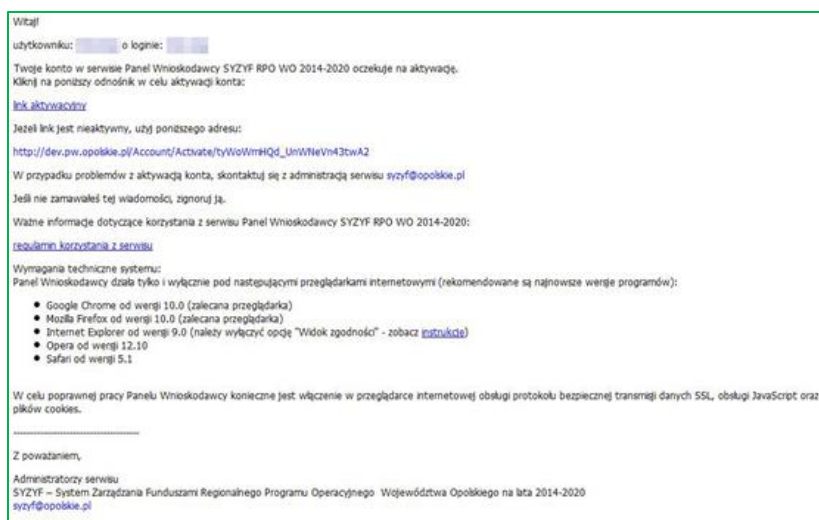 Witaj!
użytkowniku: o loginie:
Twoje konto w serwisie Panel Wnioskodawcy SYZYF RPO WO 2014-2020 oczekuje na aktywację.
Kliknij na poniższy odnośnik w celu aktywacji konta:
link aktywacyjny
Jeżeli link jest nieaktywny, użyj poniższego adresu:
http://dev.pw.opolskie.pl/Account/Activate/tyWoWmHQd_UnWNeVn43twA2
W przypadku problemów z aktywacją konta, skontaktuj się z administracją serwisu syzyf@opolskie.pl
Jeśli nie zamawiałeś tej wiadomości, zignoruj ją.
Ważne informacje dotyczące korzystania z serwisu Panel Wnioskodawcy SYZYF RPO WO 2014-2020:
regulamin korzystania z serwisu
Wymagania techniczne systemu:
Panel Wnioskodawcy działa tylko i wyłącznie pod następującymi przeglądarkami internetowymi (rekomendowane są najnowsze wersje programów):
● Google Chrome od wersji 10.0 (zalecana przeglądarka)
● Mozilla Firefox od wersji 10.0 (zalecana przeglądarka)
● Internet Explorer od wersji 9.0 (należy wyłączyć opcję "Widok zgodności" - zobacz instrukcję)
● Opera od wersji 12.10
● Safari od wersji 5.1
W celu poprawnej pracy Panelu Wnioskodawcy konieczne jest włączenie w przeglądarce internetowej obsługi protokołu bezpiecznej transmisji danych SSL, obsługi JavaScript oraz
plików cookies.
------------------------------------
Z poważaniem,
Administratorzy serwisu
SYZYF – System Zarządzania Funduszami Regionalnego Programu Operacyjnego Województwa Opolskiego na lata 2014-2020
syzyf@opolskie.pl